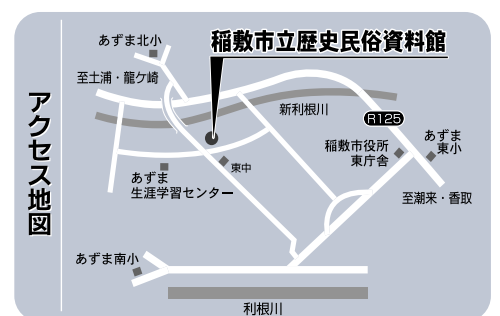 アクセス地図
稲敷市立歴史民俗資料館
あずま北小
至土浦・龍ケ崎
新利根川
R125
あずま
東小
稲敷市役所
東庁舎
東中
あずま
生涯学習センター
至潮来・香取
あずま南小
利根川